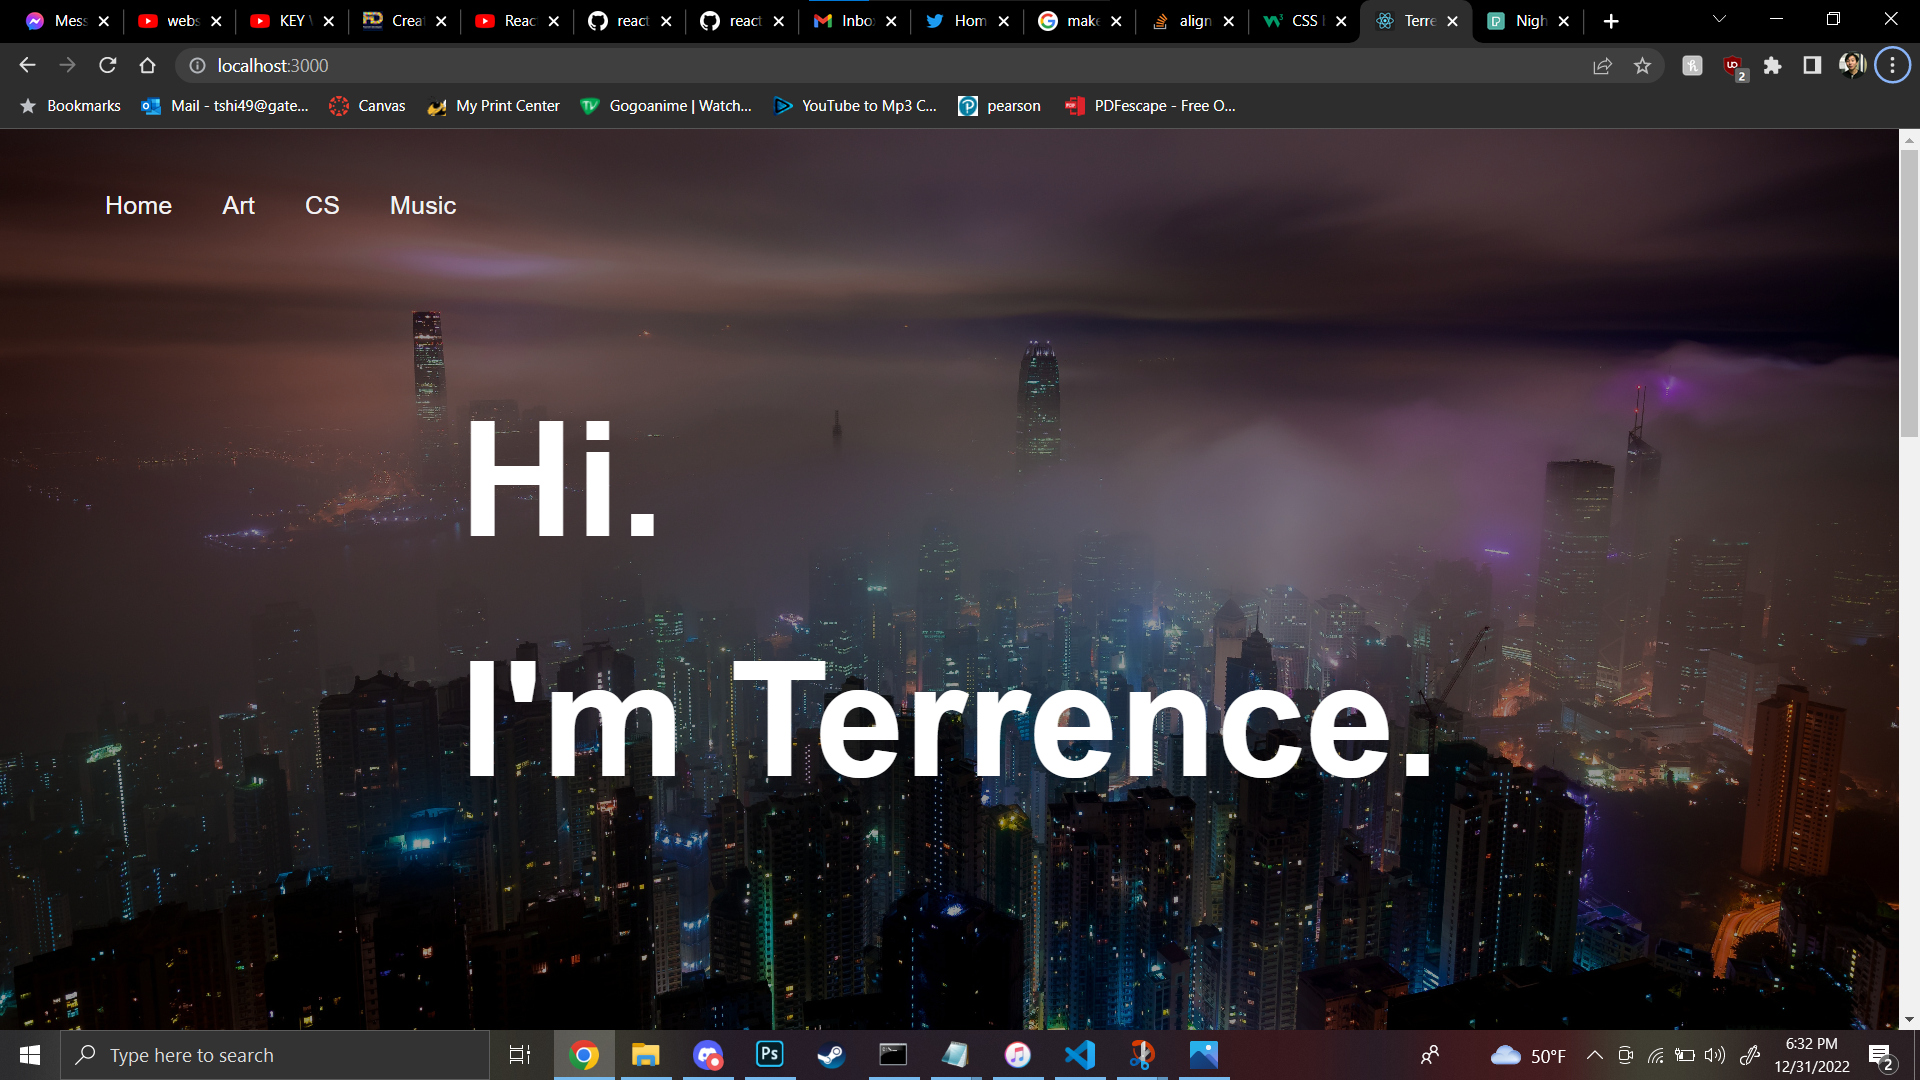 Mess
webs
KEY
Crea
Reac
react
react
Inbo
Hom
make
align
CSS
Terre
Nigh
localhost:3000
2
Bookmarks
Mail - tshi49@gate...
Canvas
My Print Center
Gogoanime | Watch...
YouTube to Mp3 C...
pearson
PDFescape - Free O...
Home
Art
CS
Music
Hi.
I'm Terrence.
Type here to search
Ps
50°F
6:32 PM
12/31/2022
2